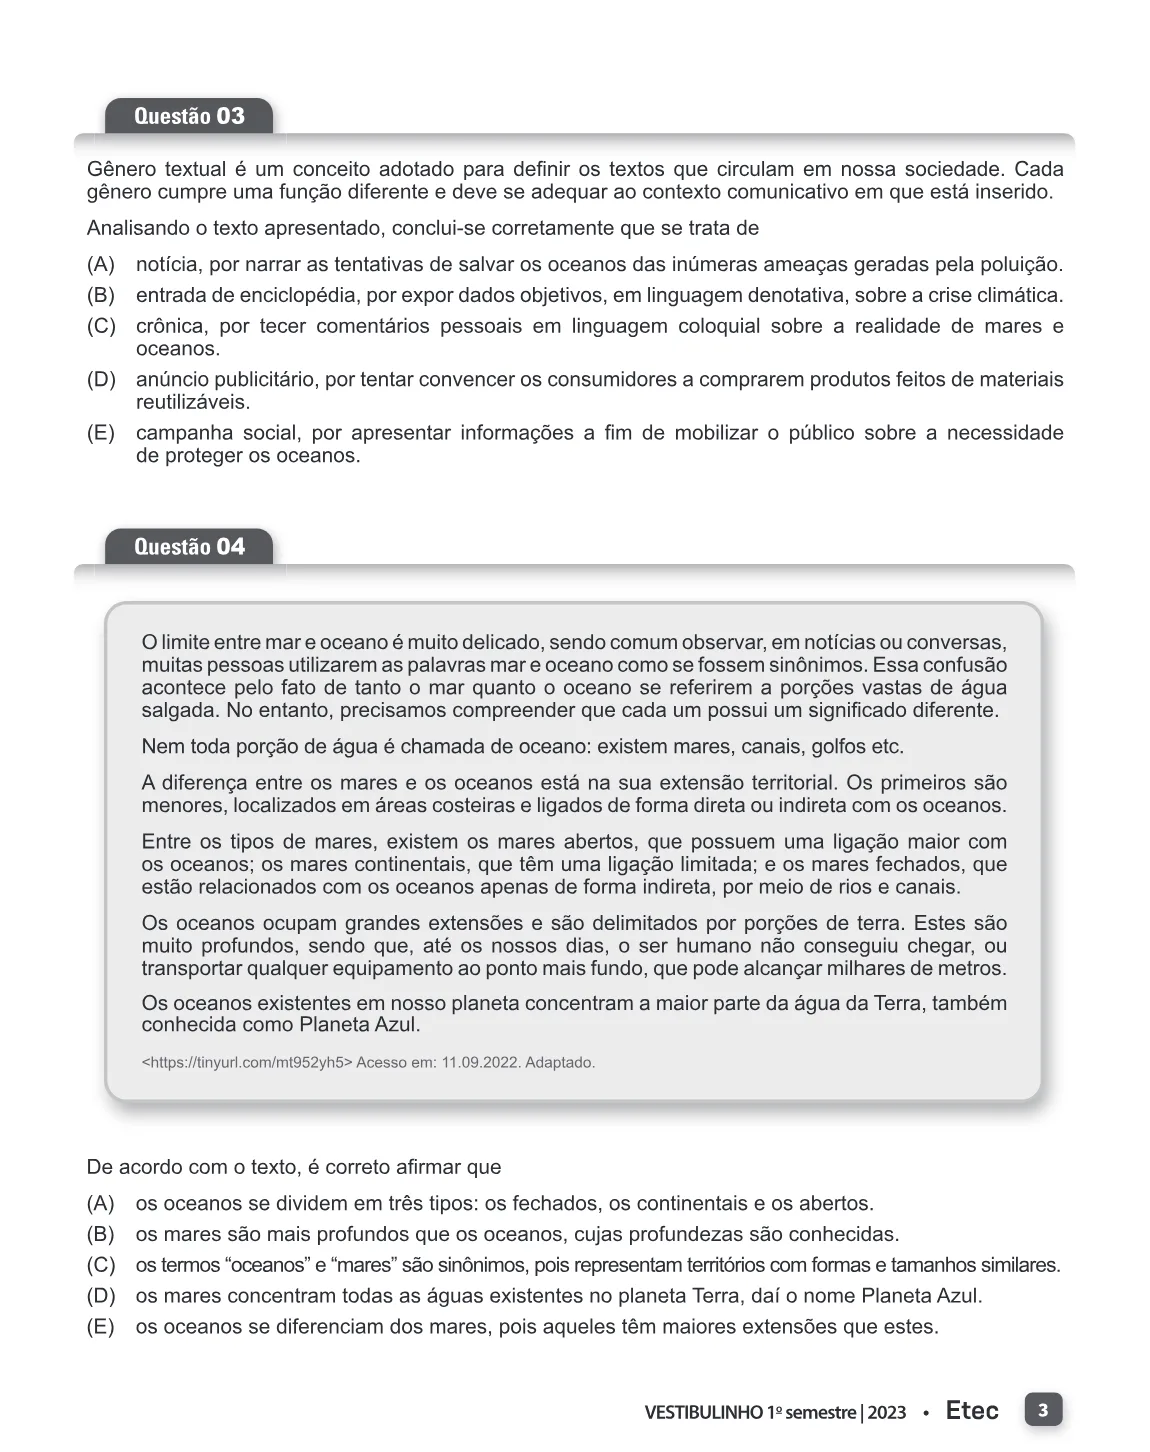 Questão 03
Gênero textual é um conceito adotado para definir os textos que circulam em nossa sociedade. Cada
gênero cumpre uma função diferente e deve se adequar ao contexto comunicativo em que está inserido.
Analisando o texto apresentado, conclui-se corretamente que se trata de
(A) notícia, por narrar as tentativas de salvar os oceanos das inúmeras ameaças geradas pela poluição.
(B) entrada de enciclopédia, por expor dados objetivos, em linguagem denotativa, sobre a crise climática.
(C) crônica, por tecer comentários pessoais em linguagem coloquial sobre a realidade de mares e
oceanos.
(D) anúncio publicitário, por tentar convencer os consumidores a comprarem produtos feitos de materiais
reutilizáveis.
(E) campanha social, por apresentar informações a fim de mobilizar o público sobre a necessidade
de proteger os oceanos.
Questão 04
O limite entre mar e oceano é muito delicado, sendo comum observar, em notícias ou conversas,
muitas pessoas utilizarem as palavras mar e oceano como se fossem sinônimos. Essa confusão
acontece pelo fato de tanto o mar quanto o oceano se referirem a porções vastas de água
salgada. No entanto, precisamos compreender que cada um possui um significado diferente.
Nem toda porção de água é chamada de oceano: existem mares, canais, golfos etc.
A diferença entre os mares e os oceanos está na sua extensão territorial. Os primeiros são
menores, localizados em áreas costeiras e ligados de forma direta ou indireta com os oceanos.
Entre os tipos de mares, existem os mares abertos, que possuem uma ligação maior com
os oceanos; os mares continentais, que têm uma ligação limitada; e os mares fechados, que
estão relacionados com os oceanos apenas de forma indireta, por meio de rios e canais.
Os oceanos ocupam grandes extensões e são delimitados por porções de terra. Estes são
muito profundos, sendo que, até os nossos dias, o ser humano não conseguiu chegar, ou
transportar qualquer equipamento ao ponto mais fundo, que pode alcançar milhares de metros.
Os oceanos existentes em nosso planeta concentram a maior parte da água da Terra, também
conhecida como Planeta Azul.
<https://tinyurl.com/mt952yh5> Acesso em: 11.09.2022. Adaptado.
De acordo com o texto, é correto afirmar que
(A) os oceanos se dividem em três tipos: os fechados, os continentais e os abertos.
(B) os mares são mais profundos que os oceanos, cujas profundezas são conhecidas.
(C) os termos “oceanos” e “mares” são sinônimos, pois representam territórios com formas e tamanhos similares.
(D) os mares concentram todas as águas existentes no planeta Terra, daí o nome Planeta Azul.
(E) os oceanos se diferenciam dos mares, pois aqueles têm maiores extensões que estes.
VESTIBULINHO 1º semestre | 2023 • Etec 3